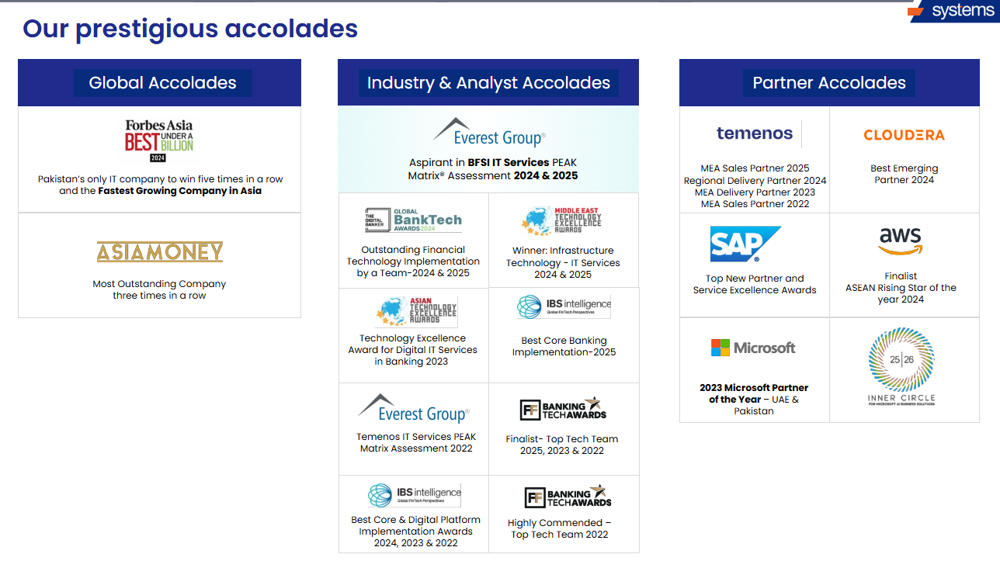 systems
Our prestigious accolades
Global Accolades
Forbes Asia
BEST UNDER A
BILLION
2024
Pakistan's only IT company to win five times in a row
and the Fastest Growing Company in Asia
ASIAMONEY
Most Outstanding Company
three times in a row
Industry & Analyst Accolades
Everest Group®
Aspirant in BFSI IT Services PEAK
Matrix® Assessment 2024 & 2025
THE
DIGITAL
BANKER
GLOBAL
BankTech
AWARDS 2024
Outstanding Financial
Technology Implementation
by a Team-2024 & 2025
MIDDLE EAST
TECHNOLOGY
EXCELLENCE
AWARDS
Winner: Infrastructure
Technology - IT Services
2024 & 2025
ASIAN
TECHNOLOGY
EXCELLENCE
AWARDS
Technology Excellence
Award for Digital IT Services
in Banking 2023
IBS intelligence
Global FinTech Perspectives
Best Core Banking
Implementation-2025
Everest Group®
Temenos IT Services PEAK
Matrix Assessment 2022
FF BANKING
TECH AWARDS
Finalist- Top Tech Team
2025, 2023 & 2022
IBS intelligence
Global FinTech Perspectives
Best Core & Digital Platform
Implementation Awards
2024, 2023 & 2022
FF BANKING
TECH AWARDS
Highly Commended –
Top Tech Team 2022
Partner Accolades
temenos
MEA Sales Partner 2025
Regional Delivery Partner 2024
MEA Delivery Partner 2023
MEA Sales Partner 2022
CLOUDERA
Best Emerging
Partner 2024
SAP®
Top New Partner and
Service Excellence Awards
aws
Finalist
ASEAN Rising Star of the
year 2024
Microsoft
2023 Microsoft Partner
of the Year – UAE &
Pakistan
25|26
INNER CIRCLE
FOR MICROSOFT AI BUSINESS SOLUTIONS